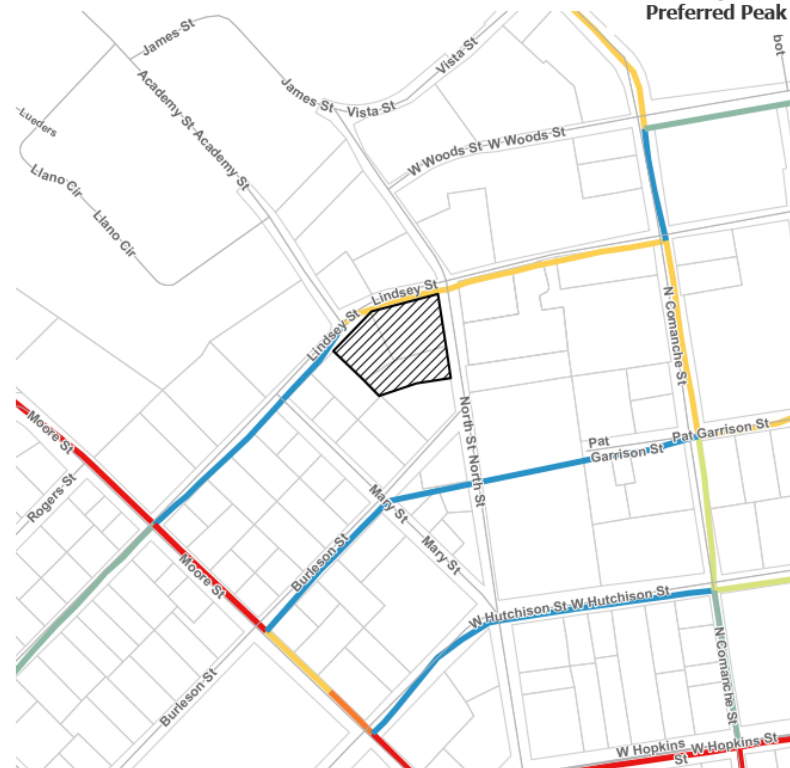 Preferred Peak
bot
James St
Vista St
James St
Vista St
Academy St
Academy St
Lueders
W Woods St
W Woods St
Llano Cir
Llano Cir
Lindsey St
Lindsey St
N Comanche St
Moore St
North St
North St
Pat Garrison St
Pat
Garrison St
Rogers St
Mary St
Mary St
Burleson St
Moore St
W Hutchison St
W Hutchison St
Burleson St
N Comanche St
W Hopkins
St
W Hopkins St